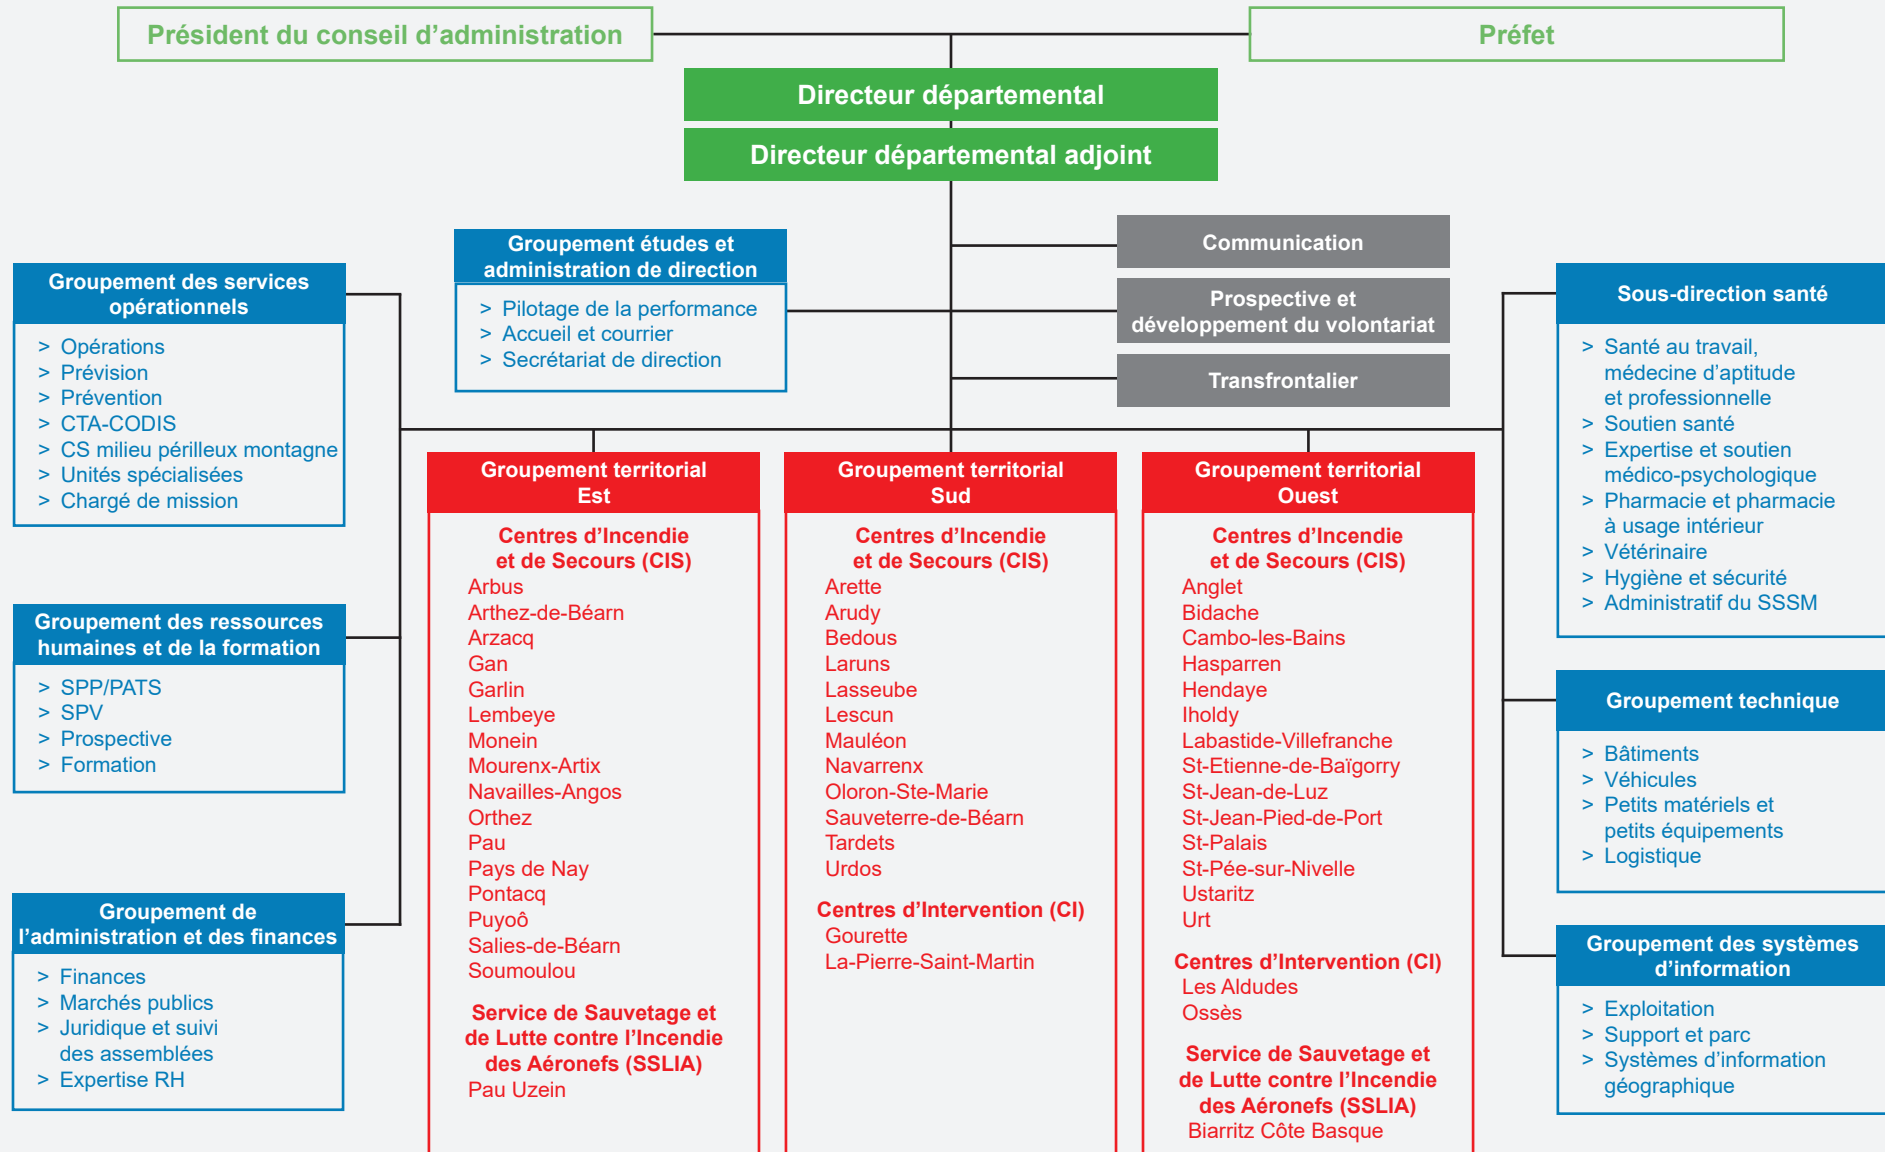 Président du conseil d’administration
Préfet
Directeur départemental
Directeur départemental adjoint
Groupement études et
administration de direction
> Pilotage de la performance
> Accueil et courrier
> Secrétariat de direction
Communication
Prospective et
développement du volontariat
Transfrontalier
Groupement des services
opérationnels
> Opérations
> Prévision
> Prévention
> CTA-CODIS
> CS milieu périlleux montagne
> Unités spécialisées
> Chargé de mission
Groupement des ressources
humaines et de la formation
> SPP/PATS
> SPV
> Prospective
> Formation
Groupement de
l’administration et des finances
> Finances
> Marchés publics
> Juridique et suivi
des assemblées
> Expertise RH
Groupement territorial
Est
Centres d’Incendie
et de Secours (CIS)
Arbus
Arthez-de-Béarn
Arzacq
Gan
Garlin
Lembeye
Monein
Mourenx-Artix
Navailles-Angos
Orthez
Pau
Pays de Nay
Pontacq
Puyoô
Salies-de-Béarn
Soumoulou
Service de Sauvetage et
de Lutte contre l’Incendie
des Aéronefs (SSLIA)
Pau Uzein
Groupement territorial
Sud
Centres d’Incendie
et de Secours (CIS)
Arette
Arudy
Bedous
Laruns
Lasseube
Lescun
Mauléon
Navarrenx
Oloron-Ste-Marie
Sauveterre-de-Béarn
Tardets
Urdos
Centres d’Intervention (CI)
Gourette
La-Pierre-Saint-Martin
Groupement territorial
Ouest
Centres d’Incendie
et de Secours (CIS)
Anglet
Bidache
Cambo-les-Bains
Hasparren
Hendaye
Iholdy
Labastide-Villefranche
St-Etienne-de-Baïgorry
St-Jean-de-Luz
St-Jean-Pied-de-Port
St-Palais
St-Pée-sur-Nivelle
Ustaritz
Urt
Centres d’Intervention (CI)
Les Aldudes
Ossès
Service de Sauvetage et
de Lutte contre l’Incendie
des Aéronefs (SSLIA)
Biarritz Côte Basque
Sous-direction santé
> Santé au travail,
médecine d’aptitude
et professionnelle
> Soutien santé
> Expertise et soutien
médico-psychologique
> Pharmacie et pharmacie
à usage intérieur
> Vétérinaire
> Hygiène et sécurité
> Administratif du SSSM
Groupement technique
> Bâtiments
> Véhicules
> Petits matériels et
petits équipements
> Logistique
Groupement des systèmes
d’information
> Exploitation
> Support et parc
> Systèmes d’information
géographique